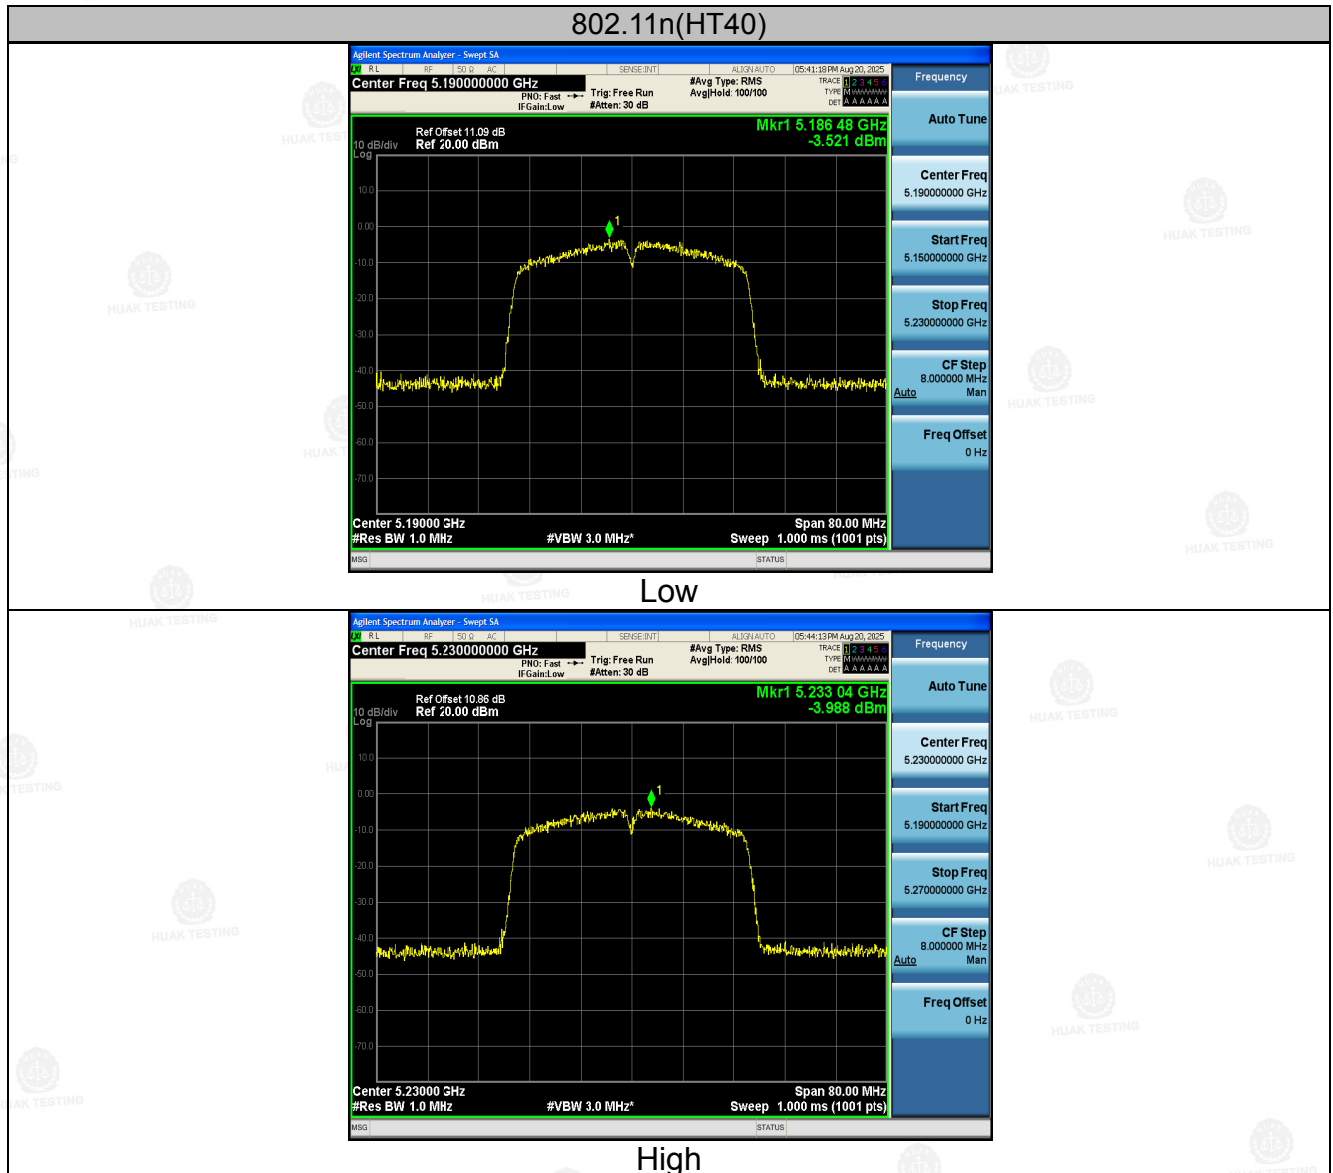 802.11n(HT40)
Agilent Spectrum Analyzer - Swept SA
LXI RL RF 50 Ω AC SENSE:INT ALIGN AUTO 05:41:18 PM Aug 20, 2025
Center Freq 5.190000000 GHz
PNO: Fast
IFGain:Low
Trig: Free Run
#Atten: 30 dB
#Avg Type: RMS
Avg|Hold: 100/100
TRACE 1 2 3 4 5 6
TYPE M W W W W W
DET A A A A A A
Mkr1 5.186 48 GHz
-3.521 dBm
Ref Offset 11.09 dB
10 dB/div Ref 20.00 dBm
Log
10.0
0.00
-10.0
-20.0
-30.0
-40.0
-50.0
-60.0
-70.0
1
Center 5.19000 GHz Span 80.00 MHz
#Res BW 1.0 MHz #VBW 3.0 MHz* Sweep 1.000 ms (1001 pts)
MSG STATUS
Frequency
Auto Tune
Center Freq
5.190000000 GHz
Start Freq
5.150000000 GHz
Stop Freq
5.230000000 GHz
CF Step
8.000000 MHz
Auto Man
Freq Offset
0 Hz
Low
Agilent Spectrum Analyzer - Swept SA
LXI RL RF 50 Ω AC SENSE:INT ALIGN AUTO 05:44:13 PM Aug 20, 2025
Center Freq 5.230000000 GHz
PNO: Fast
IFGain:Low
Trig: Free Run
#Atten: 30 dB
#Avg Type: RMS
Avg|Hold: 100/100
TRACE 1 2 3 4 5 6
TYPE M W W W W W
DET A A A A A A
Mkr1 5.233 04 GHz
-3.988 dBm
Ref Offset 10.86 dB
10 dB/div Ref 20.00 dBm
Log
10.0
0.00
-10.0
-20.0
-30.0
-40.0
-50.0
-60.0
-70.0
1
Center 5.23000 GHz Span 80.00 MHz
#Res BW 1.0 MHz #VBW 3.0 MHz* Sweep 1.000 ms (1001 pts)
MSG STATUS
Frequency
Auto Tune
Center Freq
5.230000000 GHz
Start Freq
5.190000000 GHz
Stop Freq
5.270000000 GHz
CF Step
8.000000 MHz
Auto Man
Freq Offset
0 Hz
High
HUAK TESTING